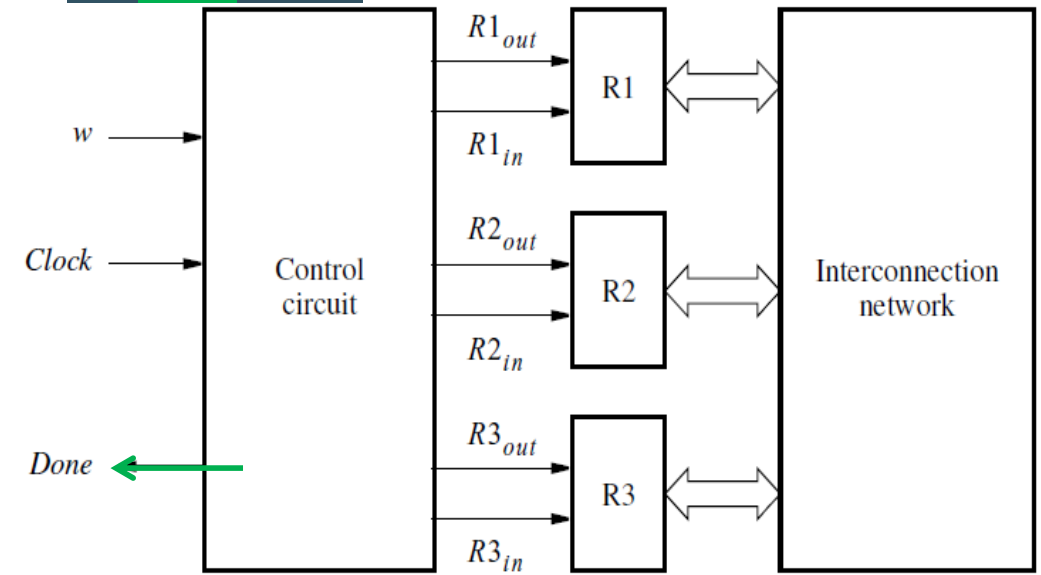 w
Clock
Done
Control
circuit
R1out
R1in
R2out
R2in
R3out
R3in
R1
R2
R3
Interconnection
network